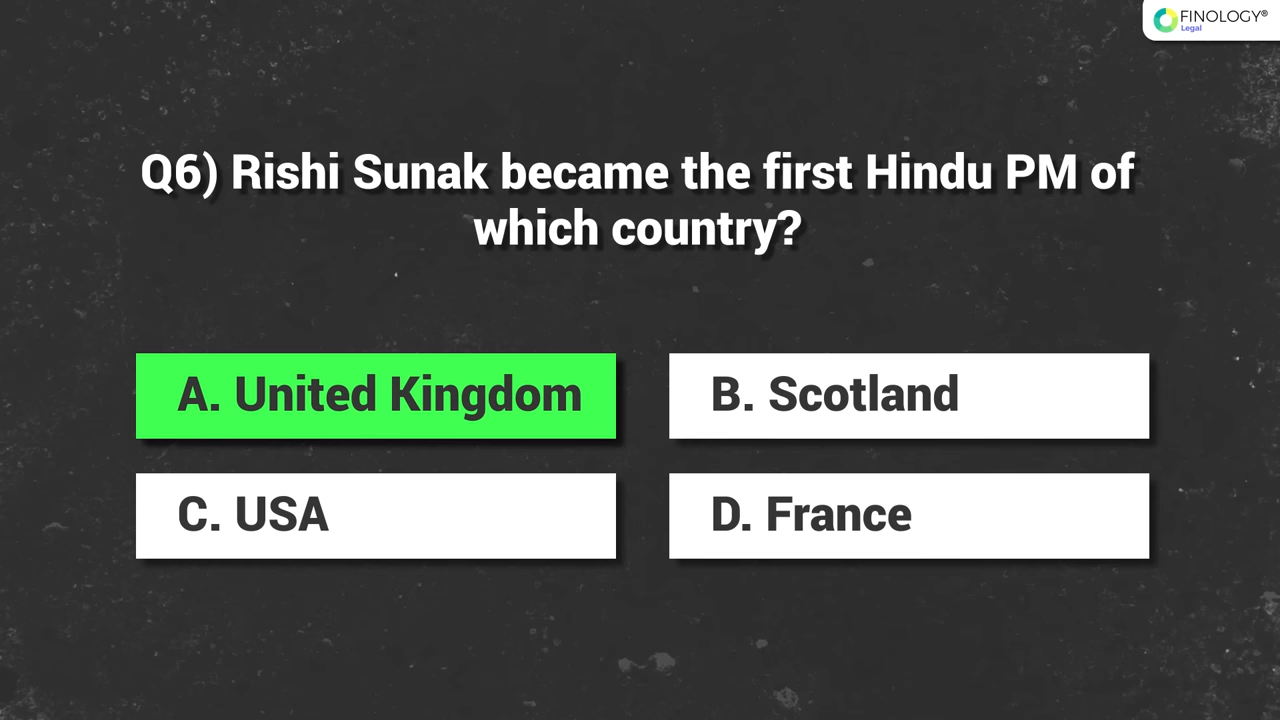 FINOLOGY®
Legal
Q6) Rishi Sunak became the first Hindu PM of
which country?
A. United Kingdom
B. Scotland
C. USA
D. France